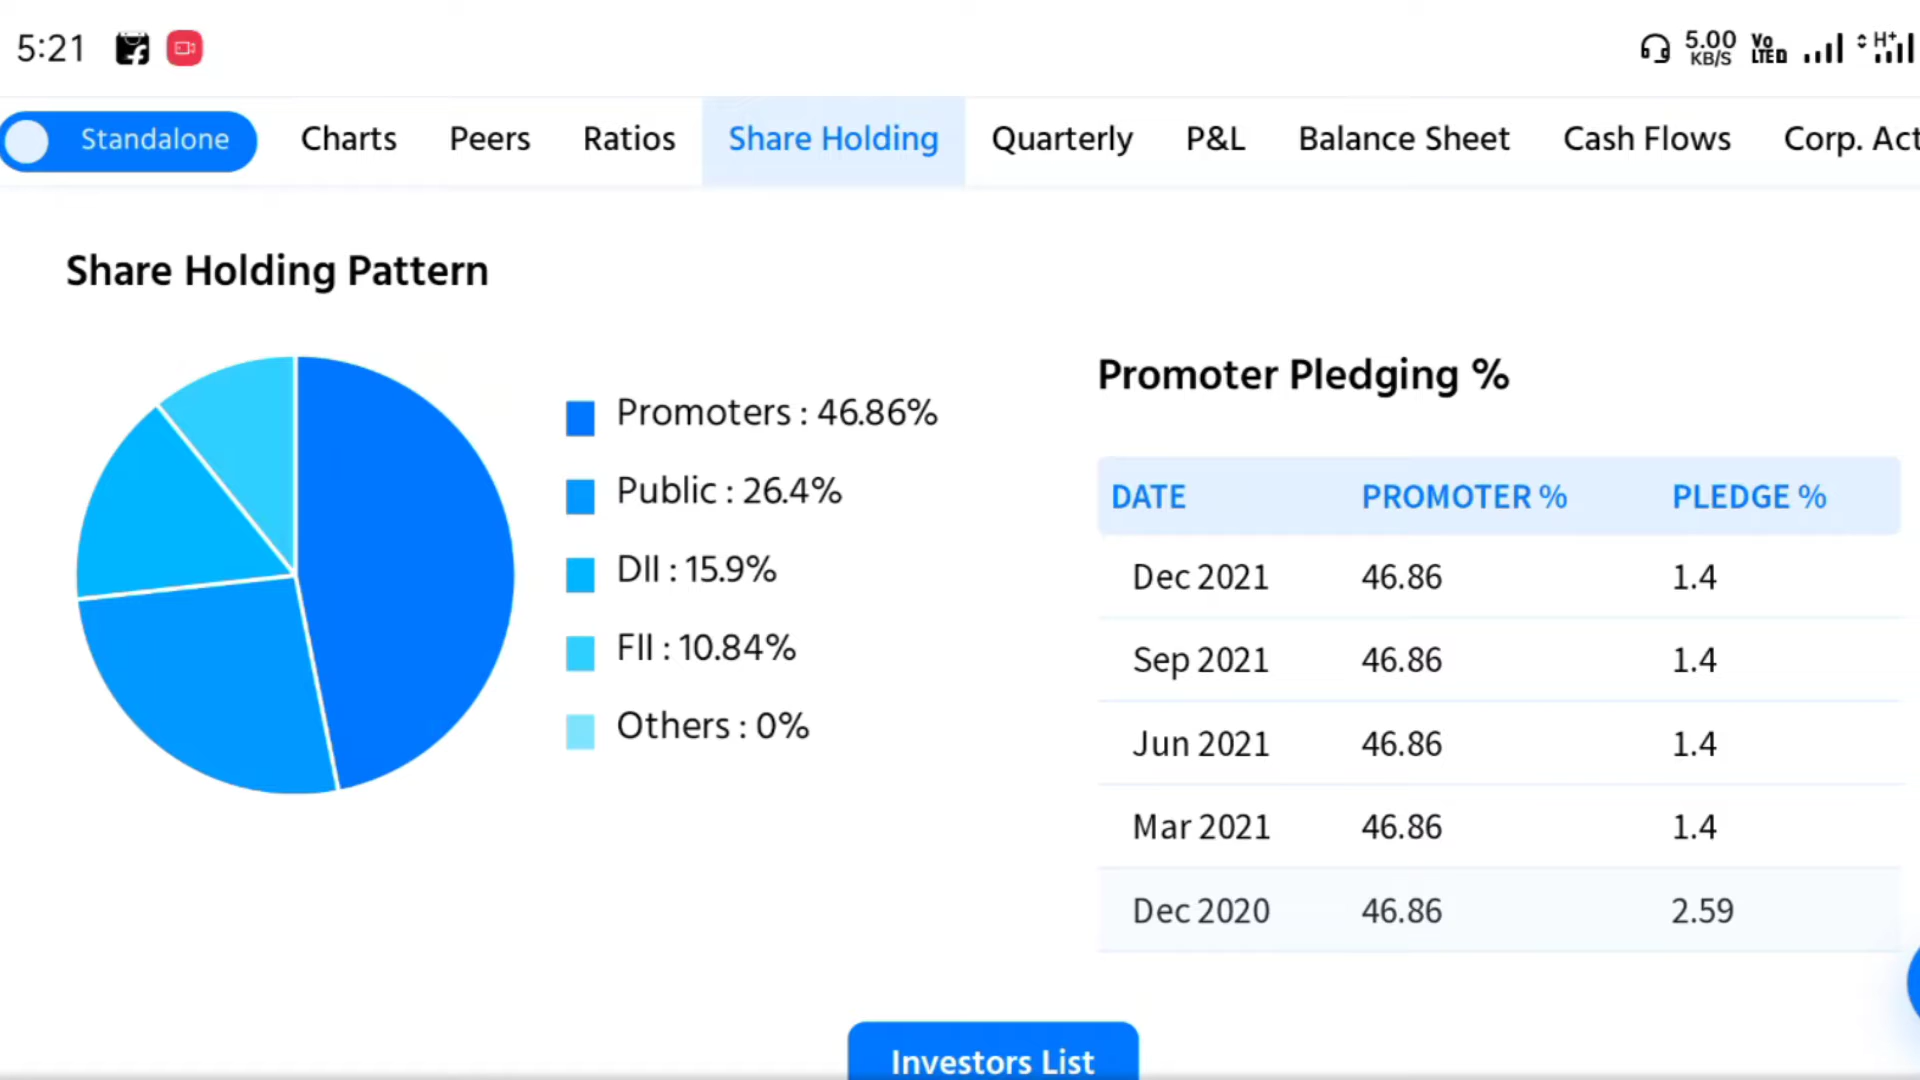 5:21
5.00
KB/S
Vo
LTED
H+
Standalone
Charts
Peers
Ratios
Share Holding
Quarterly
P&L
Balance Sheet
Cash Flows
Corp. Act
Share Holding Pattern
Promoters : 46.86%
Public : 26.4%
DII : 15.9%
FII : 10.84%
Others : 0%
Promoter Pledging %
DATE PROMOTER % PLEDGE %
Dec 2021 46.86 1.4
Sep 2021 46.86 1.4
Jun 2021 46.86 1.4
Mar 2021 46.86 1.4
Dec 2020 46.86 2.59
Investors List